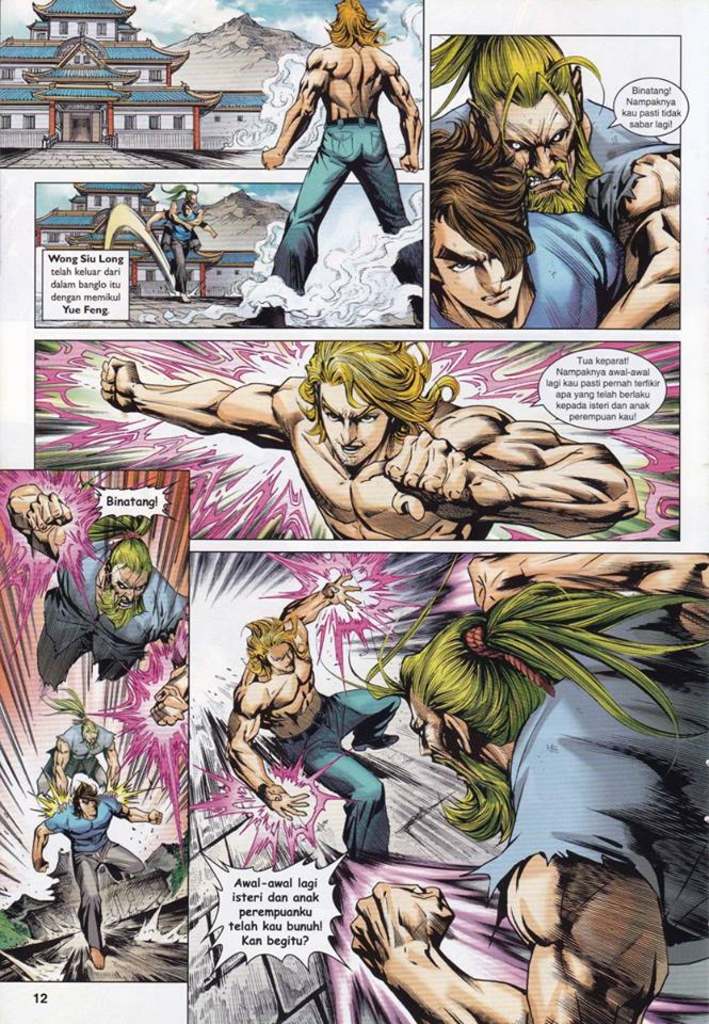 Binatang!
Nampaknya
kau pasti tidak
sabar lagi!
Wong Siu Long
telah keluar dari
dalam banglo itu
dengan memikul
Yue Feng.
Tua keparat!
Nampaknya awal-awal
lagi kau pasti pernah terfikir
apa yang telah berlaku
kepada isteri dan anak
perempuan kau!
Binatang!
Awal-awal lagi
isteri dan anak
perempuanku
telah kau bunuh!
Kan begitu?
12